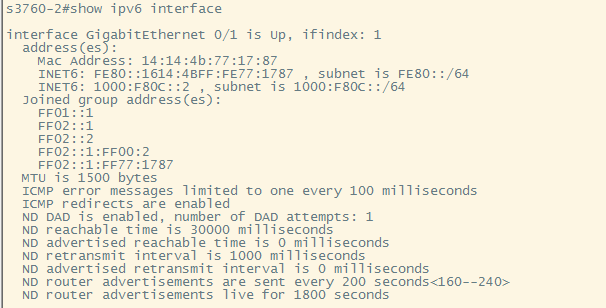 s3760-2#show ipv6 interface
interface GigabitEthernet 0/1 is Up, ifindex: 1
address(es):
Mac Address: 14:14:4b:77:17:87
INET6: FE80::1614:4BFF:FE77:1787 , subnet is FE80::/64
INET6: 1000:F80C::2 , subnet is 1000:F80C::/64
Joined group address(es):
FF01::1
FF02::1
FF02::2
FF02::1:FF00:2
FF02::1:FF77:1787
MTU is 1500 bytes
ICMP error messages limited to one every 100 milliseconds
ICMP redirects are enabled
ND DAD is enabled, number of DAD attempts: 1
ND reachable time is 30000 milliseconds
ND advertised reachable time is 0 milliseconds
ND retransmit interval is 1000 milliseconds
ND advertised retransmit interval is 0 milliseconds
ND router advertisements are sent every 200 seconds<160--240>
ND router advertisements live for 1800 seconds